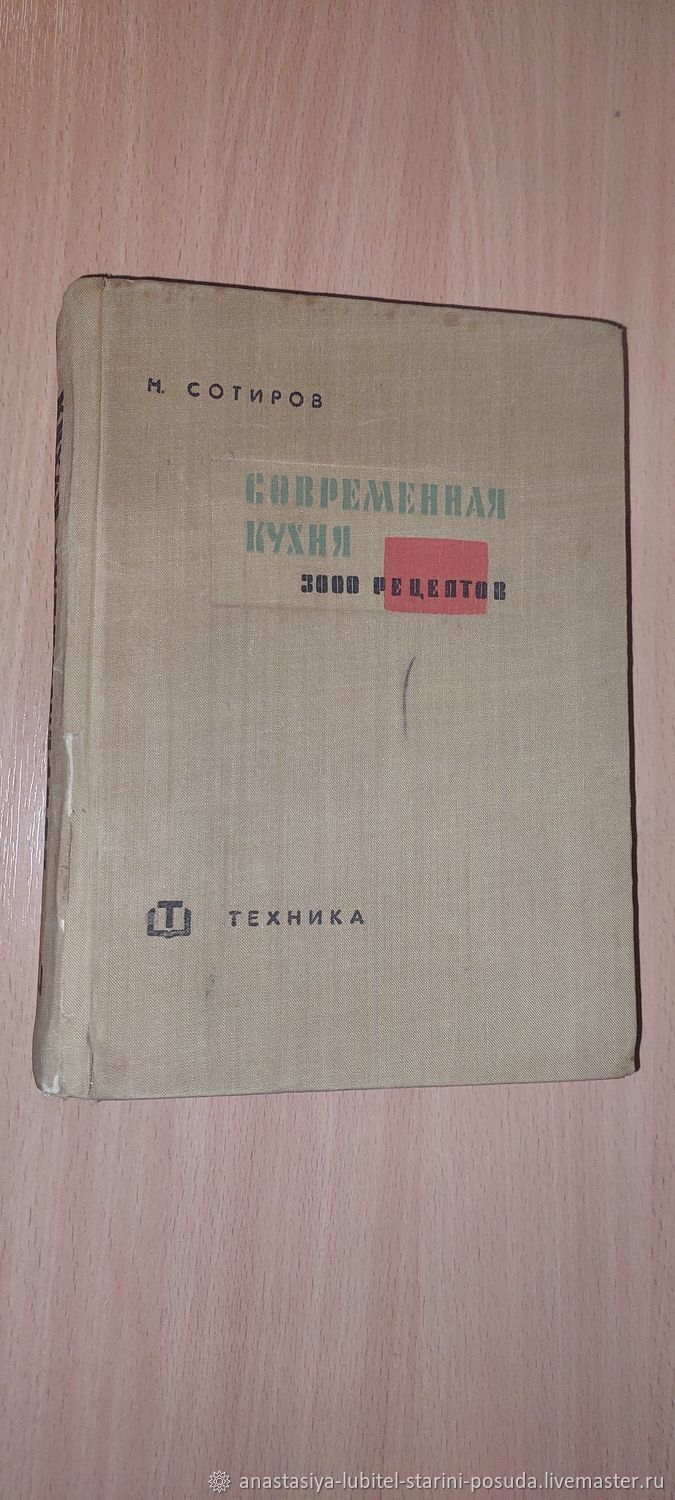 Н. СОТИРОВ
СОВРЕМЕННАЯ
КУХНЯ
3000 РЕЦЕПТОВ
Т ТЕХНИКА
anastasiya-lubitel-starini-posuda.livemaster.ru